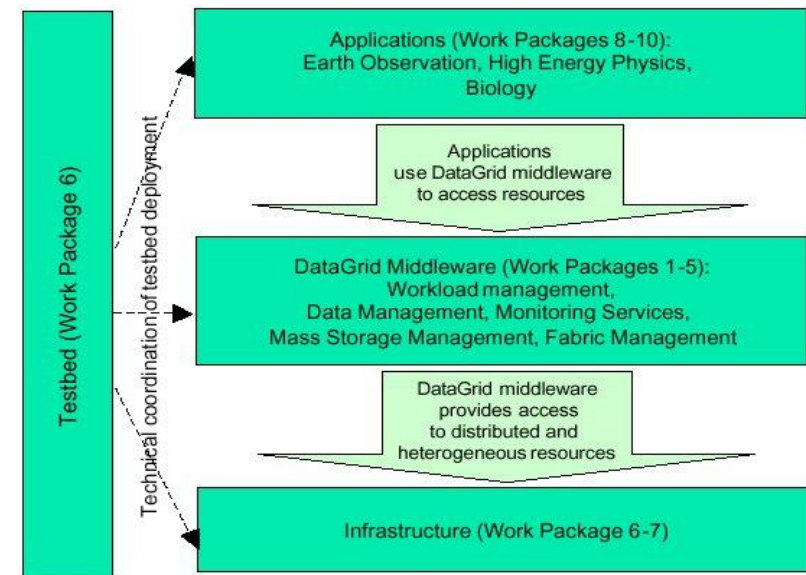 Testbed (Work Package 6)
Technical coordination of testbed deployment
Applications (Work Packages 8-10):
Earth Observation, High Energy Physics,
Biology
Applications
use DataGrid middleware
to access resources
DataGrid Middleware (Work Packages 1-5):
Workload management,
Data Management, Monitoring Services,
Mass Storage Management, Fabric Management
DataGrid middleware
provides access
to distributed and
heterogeneous resources
Infrastructure (Work Package 6-7)